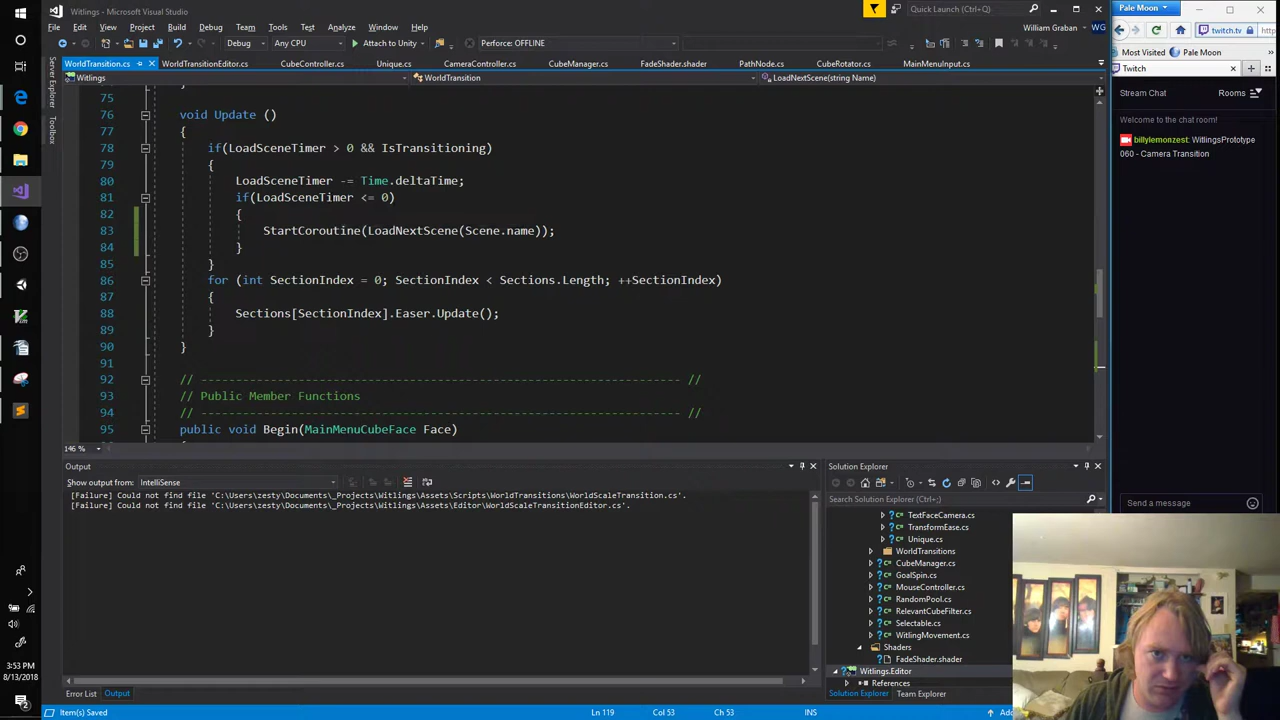 Witlings - Microsoft Visual Studio
Quick Launch (Ctrl+Q)
File Edit View Project Build Debug Team Tools Test Analyze Window Help
William Graban WG
Debug Any CPU Attach to Unity Perforce: OFFLINE
WorldTransition.cs WorldTransitionEditor.cs CubeController.cs Unique.cs CameraController.cs CubeManager.cs FadeShader.shader PathNode.cs CubeRotator.cs MainMenuInput.cs
Witlings WorldTransition LoadNextScene(string Name)
Server Explorer
Toolbox
75
76 void Update ()
77 {
78 if(LoadSceneTimer > 0 && IsTransitioning)
79 {
80 LoadSceneTimer -= Time.deltaTime;
81 if(LoadSceneTimer <= 0)
82 {
83 StartCoroutine(LoadNextScene(Scene.name));
84 }
85 }
86 for (int SectionIndex = 0; SectionIndex < Sections.Length; ++SectionIndex)
87 {
88 Sections[SectionIndex].Easer.Update();
89 }
90 }
91
92 // -------------------------------------------------------------------- //
93 // Public Member Functions
94 // -------------------------------------------------------------------- //
95 public void Begin(MainMenuCubeFace Face)
146 %
Output
Show output from: IntelliSense
[Failure] Could not find file 'C:\Users\zesty\Documents\_Projects\Witlings\Assets\Scripts\WorldTransitions\WorldScaleTransition.cs'.
[Failure] Could not find file 'C:\Users\zesty\Documents\_Projects\Witlings\Assets\Editor\WorldScaleTransitionEditor.cs'.
Error List Output
Solution Explorer
Search Solution Explorer (Ctrl+;)
TextFaceCamera.cs
TransformEase.cs
Unique.cs
WorldTransitions
CubeManager.cs
GoalSpin.cs
MouseController.cs
RandomPool.cs
RelevantCubeFilter.cs
Selectable.cs
WitlingMovement.cs
Shaders
FadeShader.shader
Witlings.Editor
References
Solution Explorer Team Explorer
Item(s) Saved Ln 119 Col 53 Ch 53 INS
3:53 PM
8/13/2018
Pale Moon
twitch.tv
Most Visited Pale Moon
Twitch
Stream Chat Rooms
Welcome to the chat room!
billylemonzest: WitlingsPrototype
060 - Camera Transition
Send a message